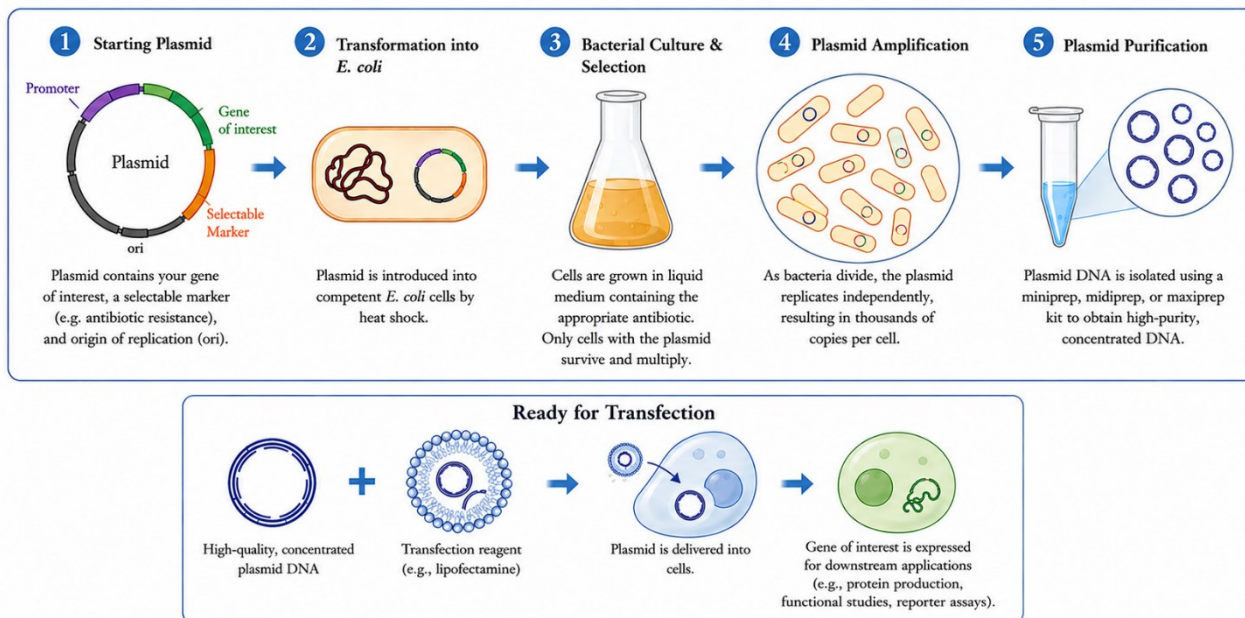 1 Starting Plasmid
Promoter
Gene
of interest
Plasmid
Selectable
Marker
ori
Plasmid contains your gene
of interest, a selectable marker
(e.g. antibiotic resistance),
and origin of replication (ori).
2 Transformation into
E. coli
Plasmid is introduced into
competent E. coli cells by
heat shock.
3 Bacterial Culture &
Selection
Cells are grown in liquid
medium containing the
appropriate antibiotic.
Only cells with the plasmid
survive and multiply.
4 Plasmid Amplification
As bacteria divide, the plasmid
replicates independently,
resulting in thousands of
copies per cell.
5 Plasmid Purification
Plasmid DNA is isolated using a
miniprep, midiprep, or maxiprep
kit to obtain high-purity,
concentrated DNA.
Ready for Transfection
High-quality, concentrated
plasmid DNA
+
Transfection reagent
(e.g., lipofectamine)
Plasmid is delivered into
cells.
Gene of interest is expressed
for downstream applications
(e.g., protein production,
functional studies, reporter assays).